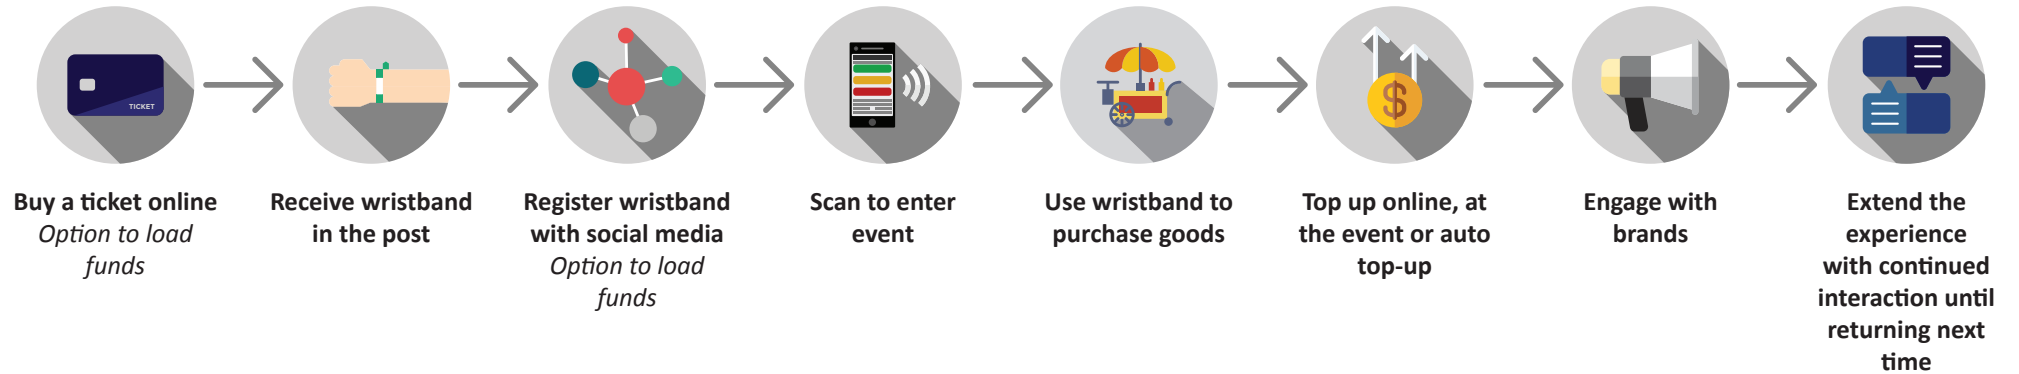 TICKET
Buy a ticket online
Option to load
funds
Receive wristband
in the post
Register wristband
with social media
Option to load
funds
Scan to enter
event
Use wristband to
purchase goods
$
Top up online, at
the event or auto
top-up
Engage with
brands
Extend the
experience
with continued
interaction until
returning next
time